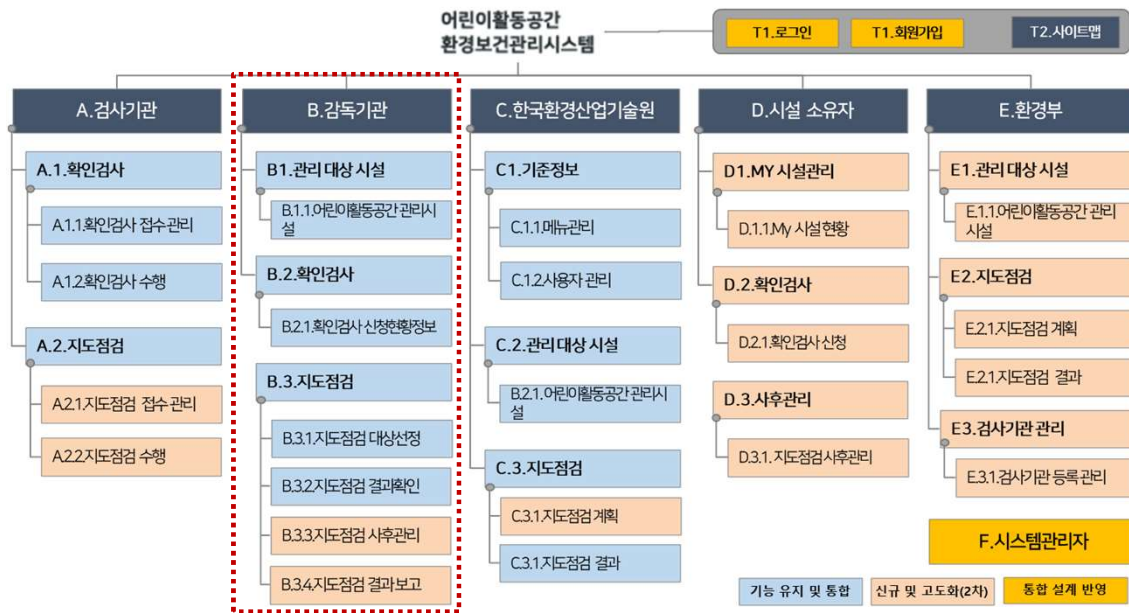 어린이활동공간
환경보건관리시스템
T1.로그인
T1.회원가입
T2.사이트맵
A.검사기관
A.1.확인검사
A1.1.확인검사 접수 관리
A1.2확인검사 수행
A.2.지도점검
A2.1.지도점검 접수 관리
A2.2.지도점검 수행
B.감독기관
B1.관리 대상 시설
B.1.1.어린이활동공간 관리시
설
B.2.확인검사
B.2.1.확인검사 신청현황정보
B.3.지도점검
B.3.1.지도점검 대상선정
B.3.2.지도점검 결과확인
B.3.3.지도점검 사후관리
B.3.4.지도점검 결과 보고
C.한국환경산업기술원
C1.기준정보
C.1.1.메뉴관리
C.1.2.사용자 관리
C.2.관리 대상 시설
B.2.1.어린이활동공간 관리시
설
C.3.지도점검
C.3.1.지도점검 계획
C.3.1.지도점검 결과
D.시설 소유자
D1.MY 시설관리
D.1.1.My 시설 현황
D.2.확인검사
D.2.1.확인검사 신청
D.3.사후관리
D.3.1. 지도점검 사후관리
E.환경부
E1.관리 대상 시설
E.1.1.어린이활동공간 관리
시설
E2.지도점검
E.2.1.지도점검 계획
E.2.1.지도점검 결과
E3.검사기관 관리
E.3.1.검사기관 등록 관리
F.시스템관리자
기능 유지 및 통합
신규 및 고도화(2차)
통합 설계 반영